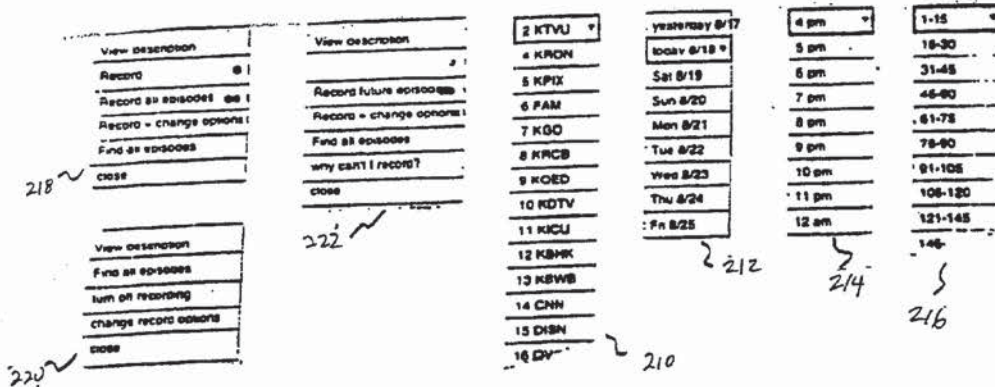 View description
Record
Record all episodes
Record + change options
Find all episodes
close
218
View description
Find all episodes
turn off recording
change record options
close
220
View description
Record future episodes
Record + change options
Find all episodes
why can't I record?
close
222
2 KTVU
4 KRON
5 KPIX
6 FAM
7 KGO
8 KRCB
9 KQED
10 KDTV
11 KICU
12 KBHK
13 KBWB
14 CNN
15 DISN
16
210
yesterday 8/17
today 8/18
Sat 8/19
Sun 8/20
Mon 8/21
Tue 8/22
Wed 8/23
Thu 8/24
Fri 8/25
212
4 pm
5 pm
6 pm
7 pm
8 pm
9 pm
10 pm
11 pm
12 am
214
1-15
16-30
31-45
46-60
61-75
76-90
91-105
106-120
121-145
146-
216